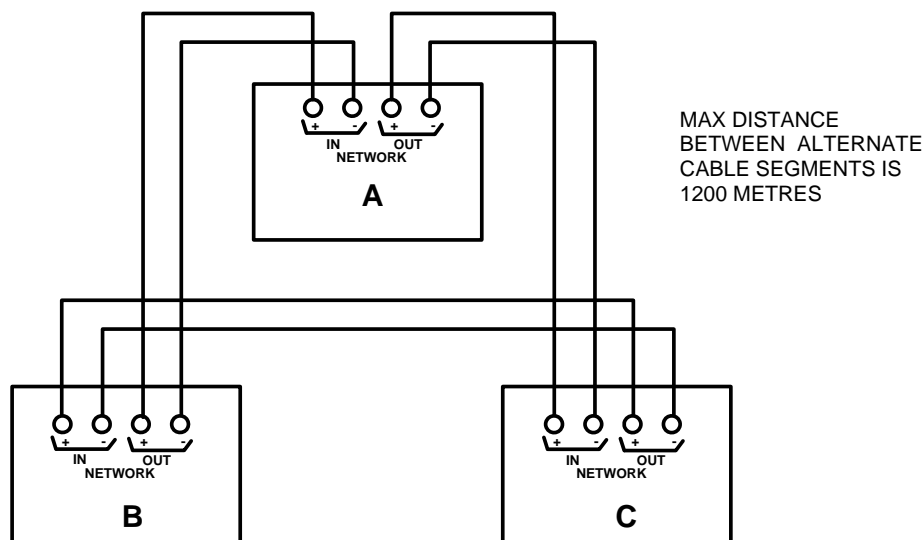 + - + -
IN OUT
NETWORK
A
MAX DISTANCE
BETWEEN ALTERNATE
CABLE SEGMENTS IS
1200 METRES
+ - + -
IN OUT
NETWORK
B
+ - + -
IN OUT
NETWORK
C